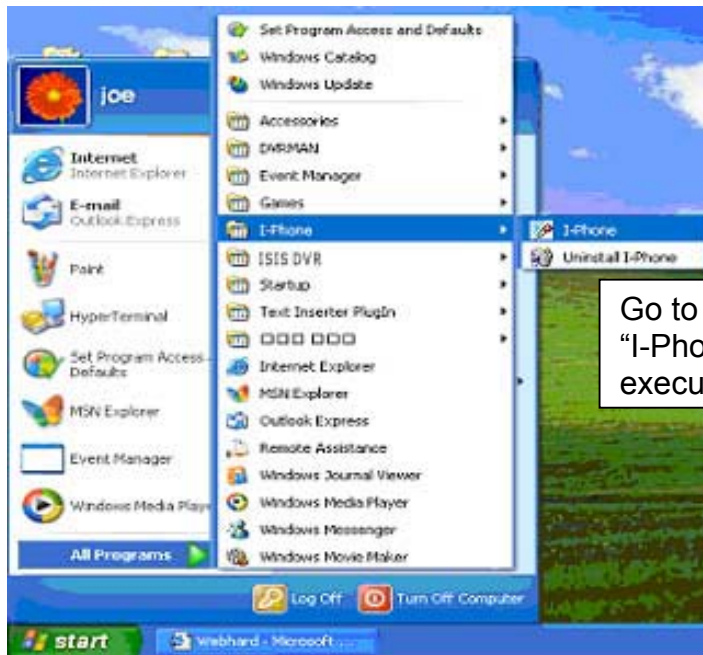 joe
Internet
Internet Explorer
E-mail
Outlook Express
Paint
HyperTerminal
Set Program Access
Defaults
MSN Explorer
Event Manager
Windows Media
All Programs
Set Program Access and Defaults
Windows Catalog
Windows Update
Accessories
DVRMAN
Event Manager
Games
I-Phone
ISIS DVR
Startup
Text Inserter PlugIn
□□□ □□□
Internet Explorer
MSN Explorer
Outlook Express
Remote Assistance
Windows Journal Viewer
Windows Media Player
Windows Messenger
Windows Movie Maker
I-Phone
Uninstall I-Phone
Go to
“I-Pho
execu
Log Off
Turn Off Computer
start
Webhard - Microsoft ...